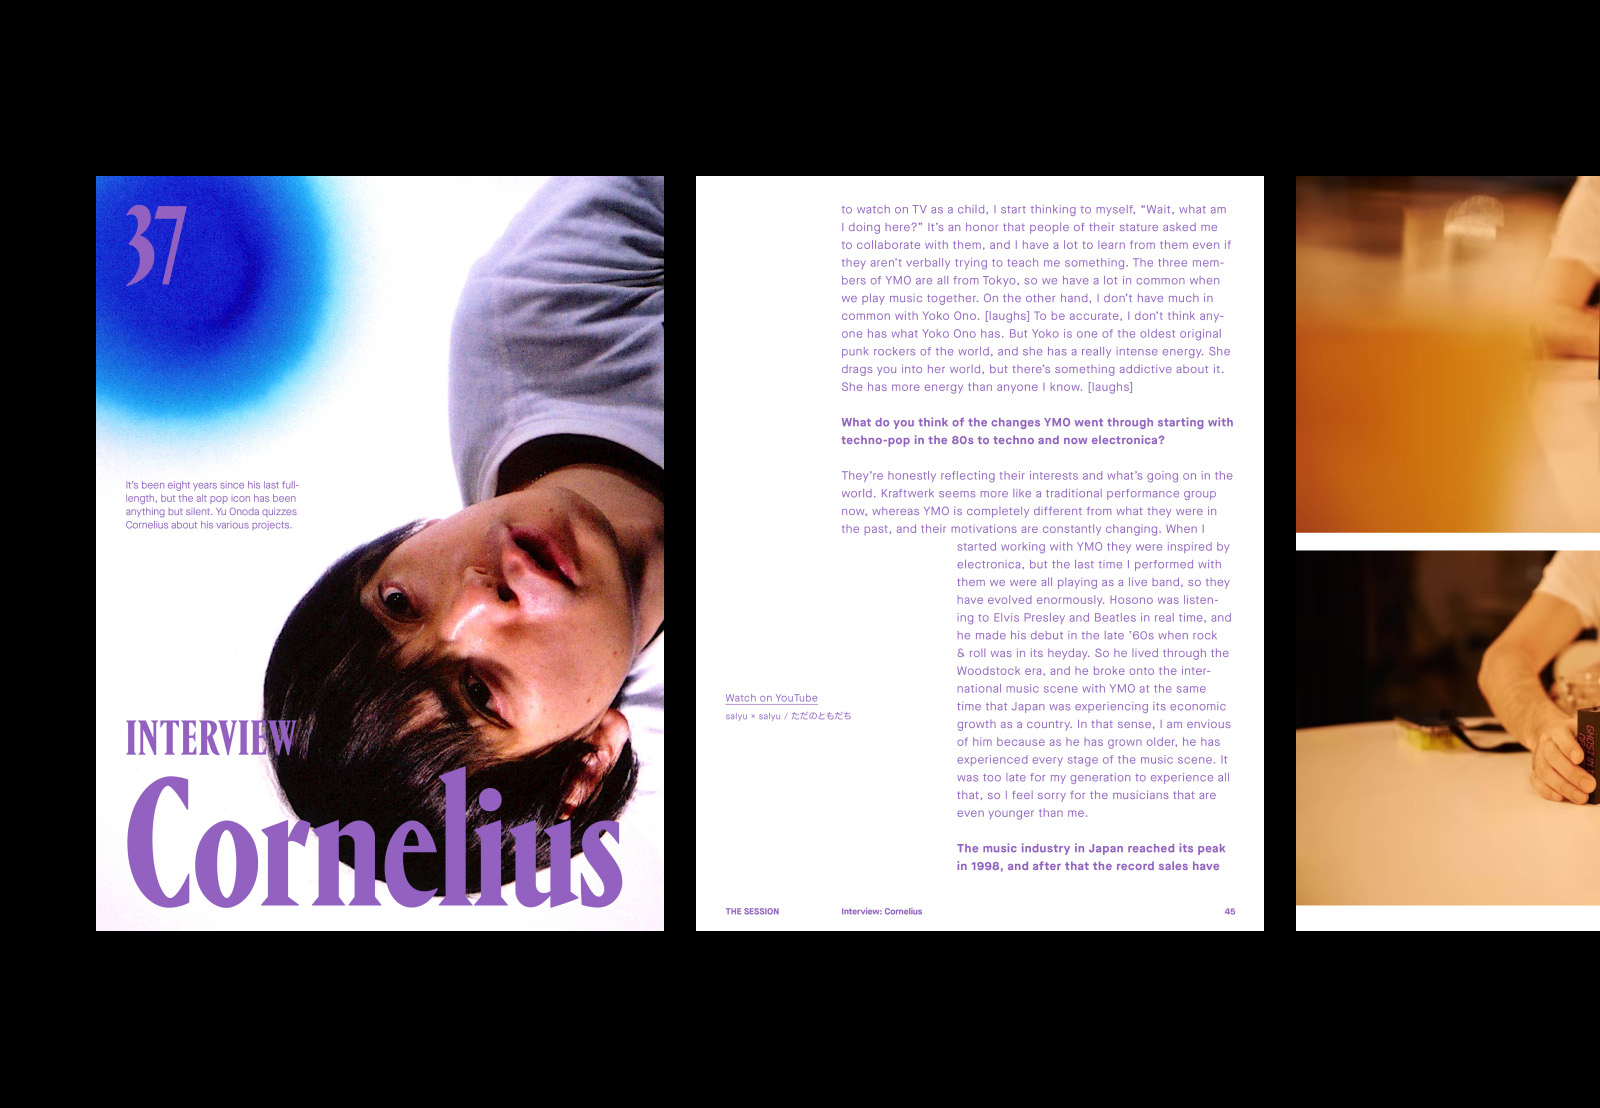 37
It's been eight years since his last full-
length, but the alt pop icon has been
anything but silent. Yu Onoda quizzes
Cornelius about his various projects.
INTERVIEW
Cornelius
to watch on TV as a child, I start thinking to myself, “Wait, what am
I doing here?” It’s an honor that people of their stature asked me
to collaborate with them, and I have a lot to learn from them even if
they aren’t verbally trying to teach me something. The three mem-
bers of YMO are all from Tokyo, so we have a lot in common when
we play music together. On the other hand, I don’t have much in
common with Yoko Ono. [laughs] To be accurate, I don’t think any-
one has what Yoko Ono has. But Yoko is one of the oldest original
punk rockers of the world, and she has a really intense energy. She
drags you into her world, but there’s something addictive about it.
She has more energy than anyone I know. [laughs]
What do you think of the changes YMO went through starting with
techno-pop in the 80s to techno and now electronica?
They’re honestly reflecting their interests and what’s going on in the
world. Kraftwerk seems more like a traditional performance group
now, whereas YMO is completely different from what they were in
the past, and their motivations are constantly changing. When I
started working with YMO they were inspired by
electronica, but the last time I performed with
them we were all playing as a live band, so they
have evolved enormously. Hosono was listen-
ing to Elvis Presley and Beatles in real time, and
he made his debut in the late ’60s when rock
& roll was in its heyday. So he lived through the
Woodstock era, and he broke onto the inter-
national music scene with YMO at the same
time that Japan was experiencing its economic
growth as a country. In that sense, I am envious
of him because as he has grown older, he has
experienced every stage of the music scene. It
was too late for my generation to experience all
that, so I feel sorry for the musicians that are
even younger than me.
The music industry in Japan reached its peak
in 1998, and after that the record sales have
Watch on YouTube
salyu × salyu / ただのともだち
THE SESSION
Interview: Cornelius
45